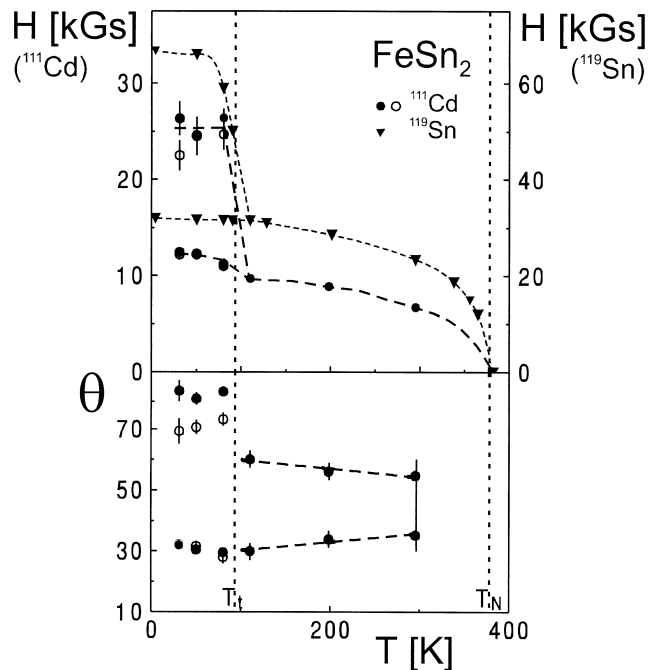 H [kGs]
(¹¹¹Cd)
H [kGs]
(¹¹⁹Sn)
FeSn₂
● ○ ¹¹¹Cd
▼ ¹¹⁹Sn
30
20
10
0
60
40
20
0
θ
70
50
30
10
Tₜ
T_N
0
200
400
T [K]